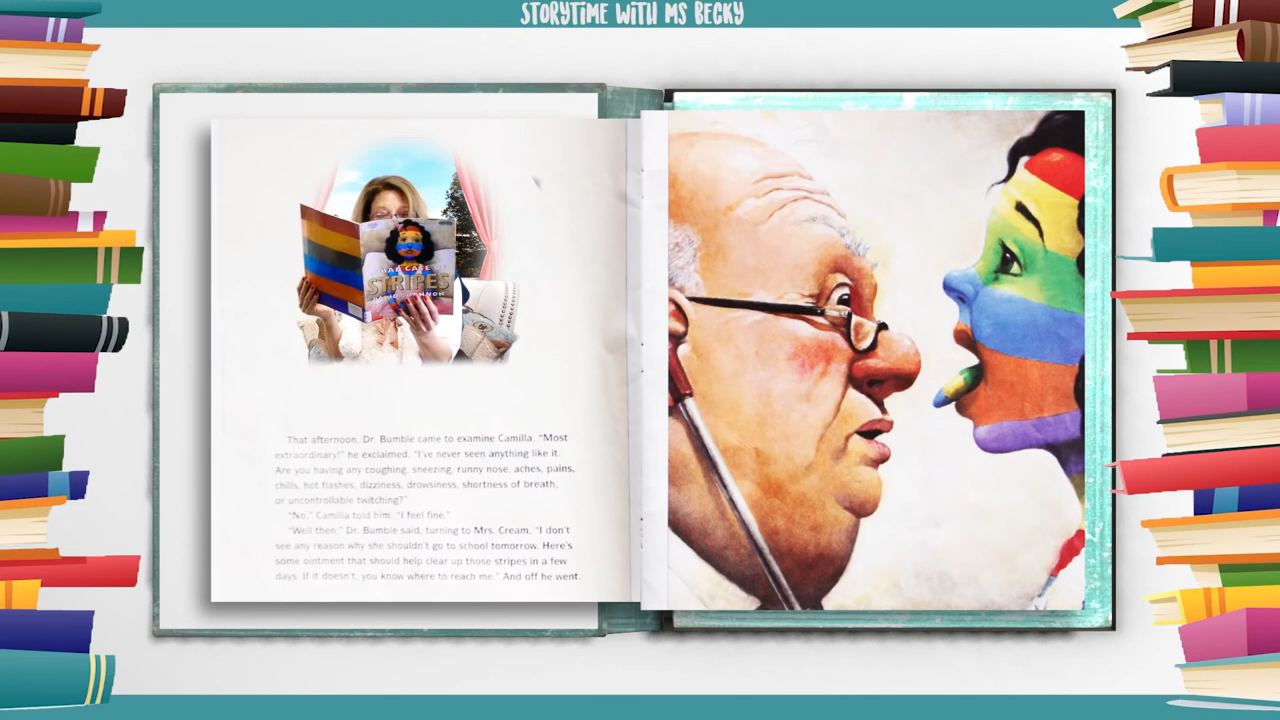 STORYTIME WITH MS BECKY
BAD CASE OF
STRIPES
That afternoon, Dr. Bumble came to examine Camilla. “Most
extraordinary!” he exclaimed. “I’ve never seen anything like it.
Are you having any coughing, sneezing, runny nose, aches, pains,
chills, hot flashes, dizziness, drowsiness, shortness of breath,
or uncontrollable twitching?”
“No,” Camilla told him. “I feel fine.”
“Well then,” Dr. Bumble said, turning to Mrs. Cream, “I don’t
see any reason why she shouldn’t go to school tomorrow. Here’s
some ointment that should help clear up those stripes in a few
days. If it doesn’t, you know where to reach me.” And off he went.